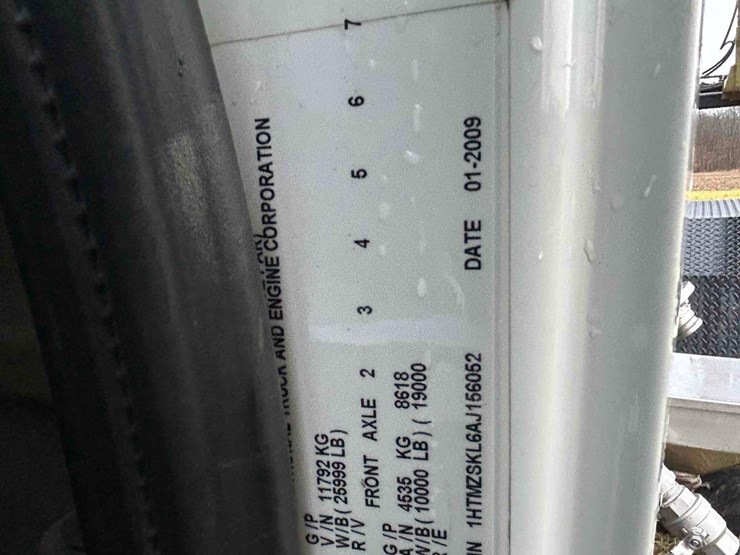 TRUCK AND ENGINE CORPORATION
G/P
V/N 11792 KG
W/B ( 25999 LB )
R/V FRONT AXLE 2 3 4 5 6 7
G/P
A/N 4535 KG 8618
W/B ( 10000 LB ) ( 19000
R/E
1HTMZSKL6AJ156052 DATE 01-2009